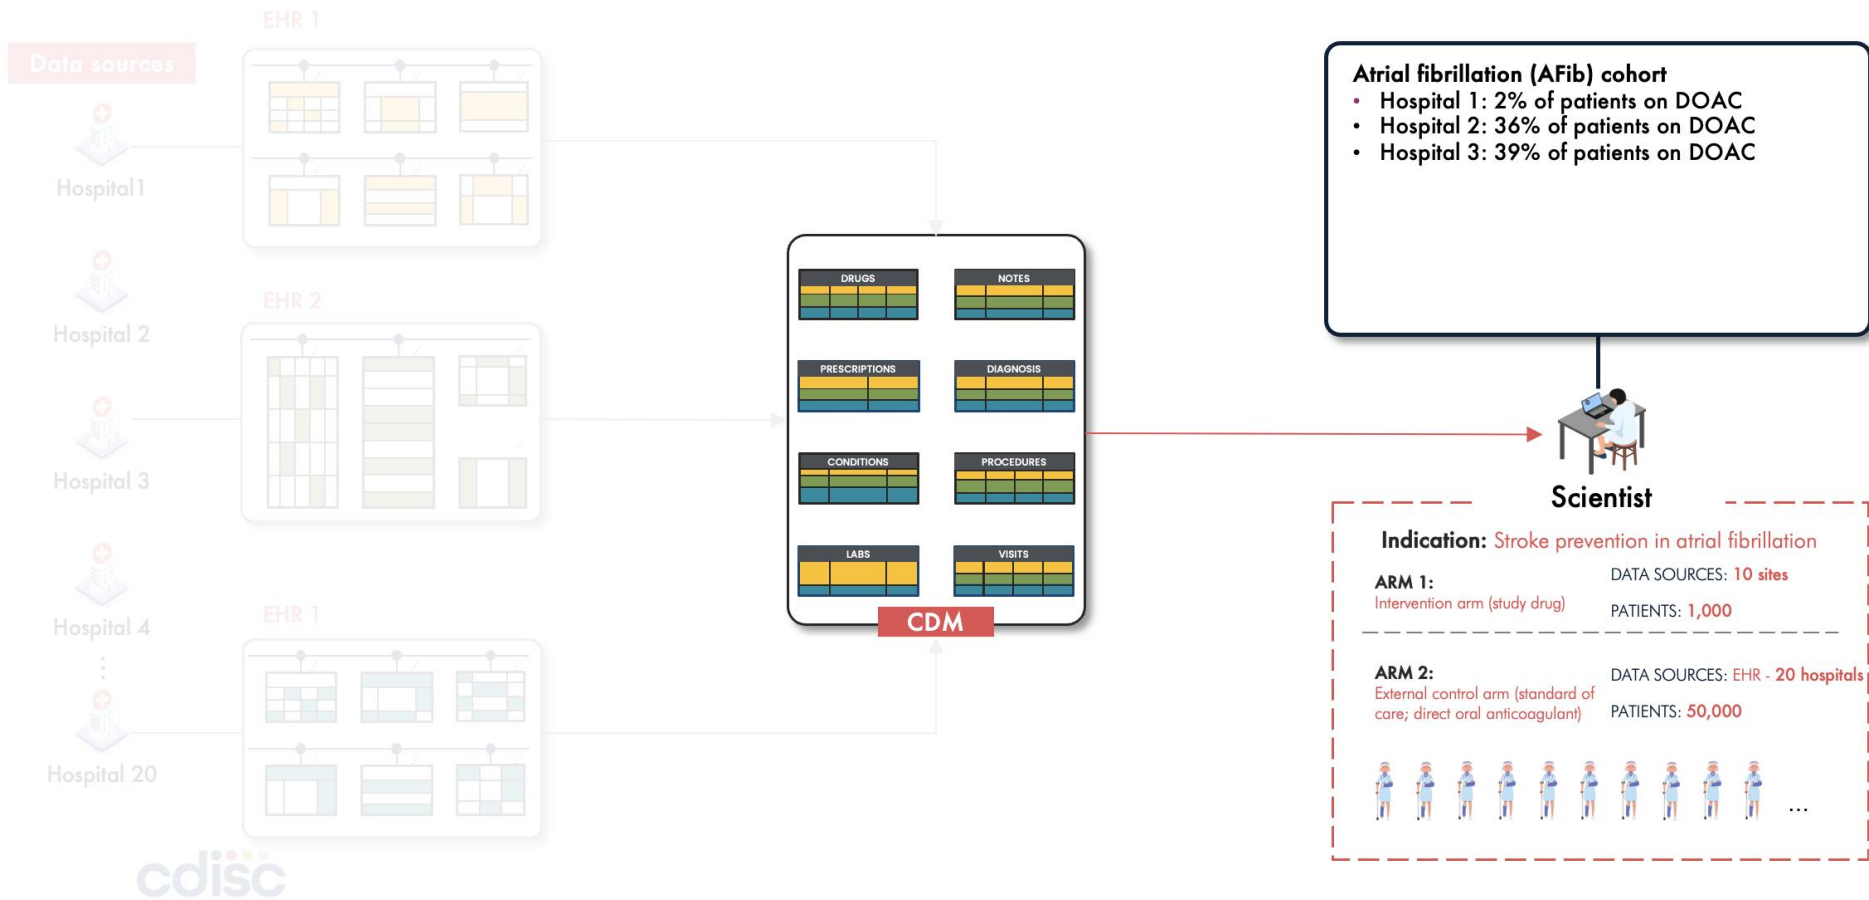 EHR 1
Data sources
Hospital1
Hospital 2
EHR 2
Hospital 3
Hospital 4
EHR 1
Hospital 20
cdisc
DRUGS
NOTES
PRESCRIPTIONS
DIAGNOSIS
CONDITIONS
PROCEDURES
LABS
VISITS
CDM
Atrial fibrillation (AFib) cohort
• Hospital 1: 2% of patients on DOAC
• Hospital 2: 36% of patients on DOAC
• Hospital 3: 39% of patients on DOAC
Scientist
Indication: Stroke prevention in atrial fibrillation
ARM 1:
Intervention arm (study drug)
DATA SOURCES: 10 sites
PATIENTS: 1,000
ARM 2:
External control arm (standard of
care; direct oral anticoagulant)
DATA SOURCES: EHR - 20 hospitals
PATIENTS: 50,000
...